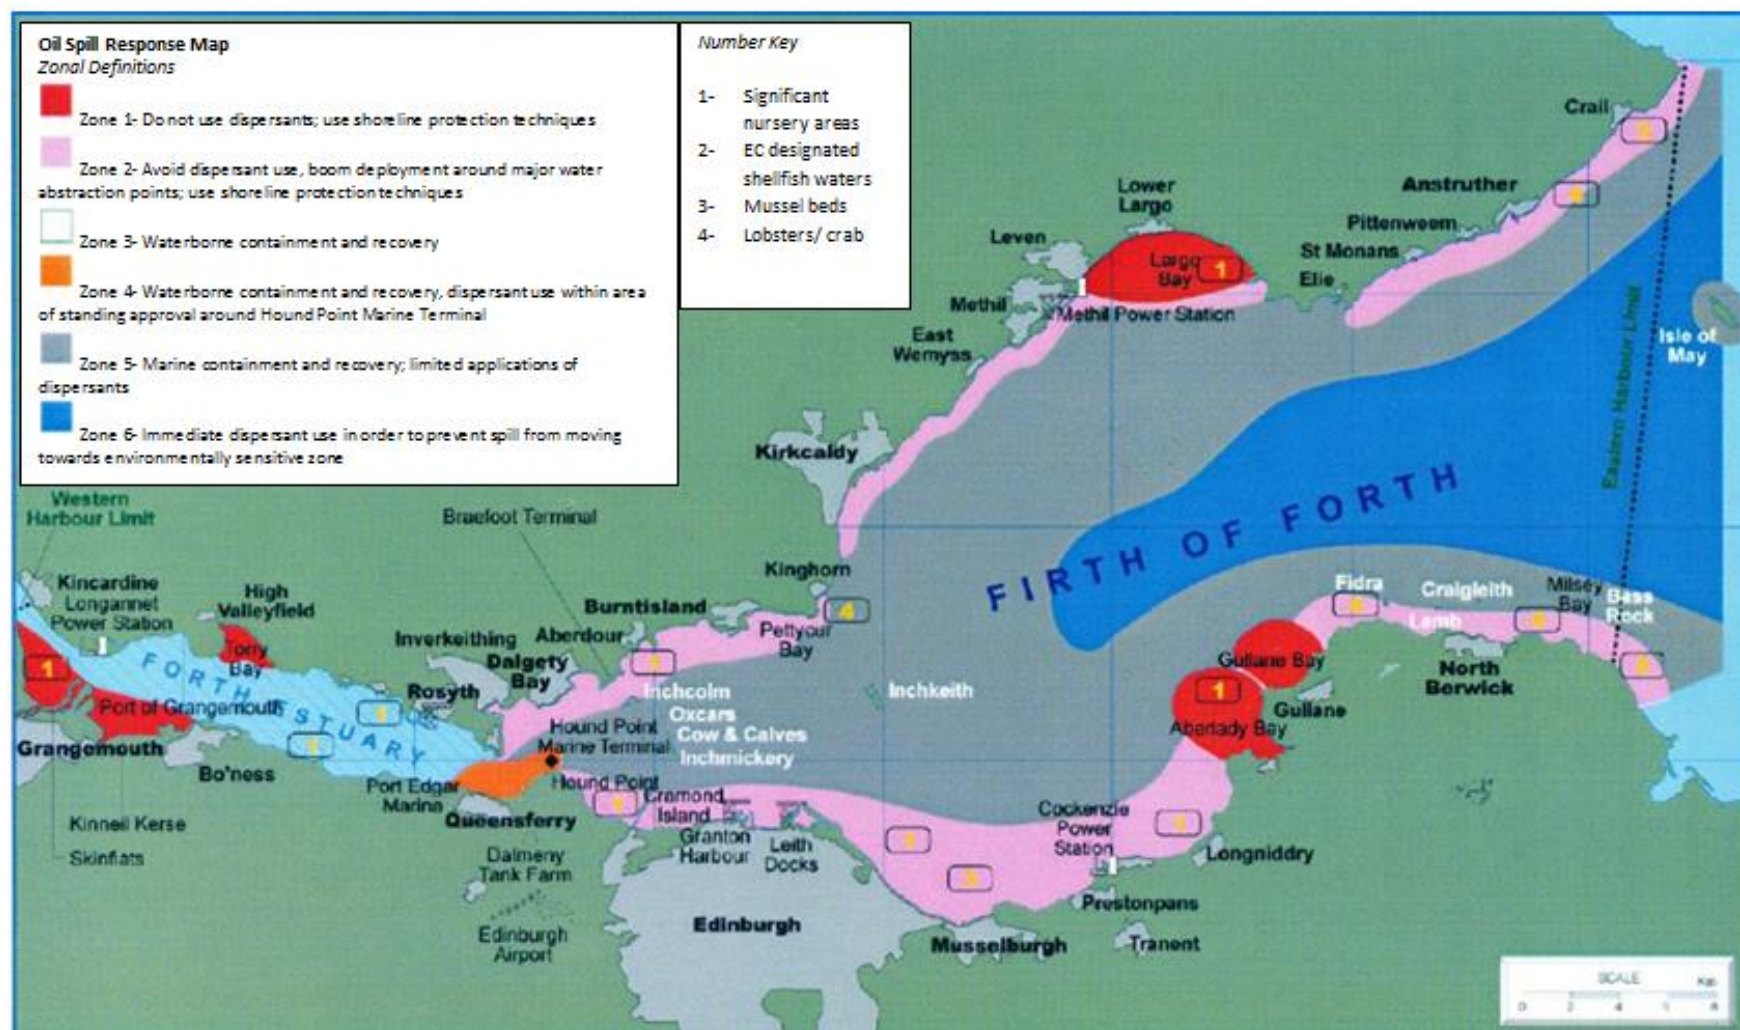 Oil Spill Response Map
Zonal Definitions
Zone 1- Do not use dispersants; use shoreline protection techniques
Zone 2- Avoid dispersant use, boom deployment around major water
abstraction points; use shoreline protection techniques
Zone 3- Waterborne containment and recovery
Zone 4- Waterborne containment and recovery, dispersant use within area
of standing approval around Hound Point Marine Terminal
Zone 5- Marine containment and recovery; limited applications of
dispersants
Zone 6- Immediate dispersant use in order to prevent spill from moving
towards environmentally sensitive zone
Number Key
1- Significant
nursery areas
2- EC designated
shellfish waters
3- Mussel beds
4- Lobsters/ crab
Crail
Anstruther
Pittenweem
St Monans
Elie
Lower
Largo
Leven
Largo
Bay
1
Methil
Methil Power Station
East
Wemyss
Isle of
May
Eastern Harbour Limit
Kirkcaldy
FIRTH OF FORTH
Western
Harbour Limit
Braefoot Terminal
Kinghorn
4
Kincardine
Longannet
Power Station
High
Valleyfield
Torry
Bay
Burntisland
Inverkeithing
Aberdour
Pettycur
Bay
Dalgety
Bay
Rosyth
FORTH ESTUARY
1
Port of Grangemouth
Grangemouth
Bo'ness
Inchcolm
Oxcars
Cow & Calves
Inchmickery
Inchkeith
Hound Point
Marine Terminal
Hound Point
Port Edgar
Marina
Queensferry
Cramond
Island
Granton
Harbour
Leith
Docks
Kinneil Kerse
Skinflats
Dalmeny
Tank Farm
Edinburgh
Airport
Edinburgh
Musselburgh
Prestonpans
Tranent
Cockenzie
Power
Station
Longniddry
Fidra
Craigleith
Lamb
Milsey
Bay
Bass
Rock
North
Berwick
Gullane Bay
1
Gullane
Aberlady Bay
SCALE
Km
0